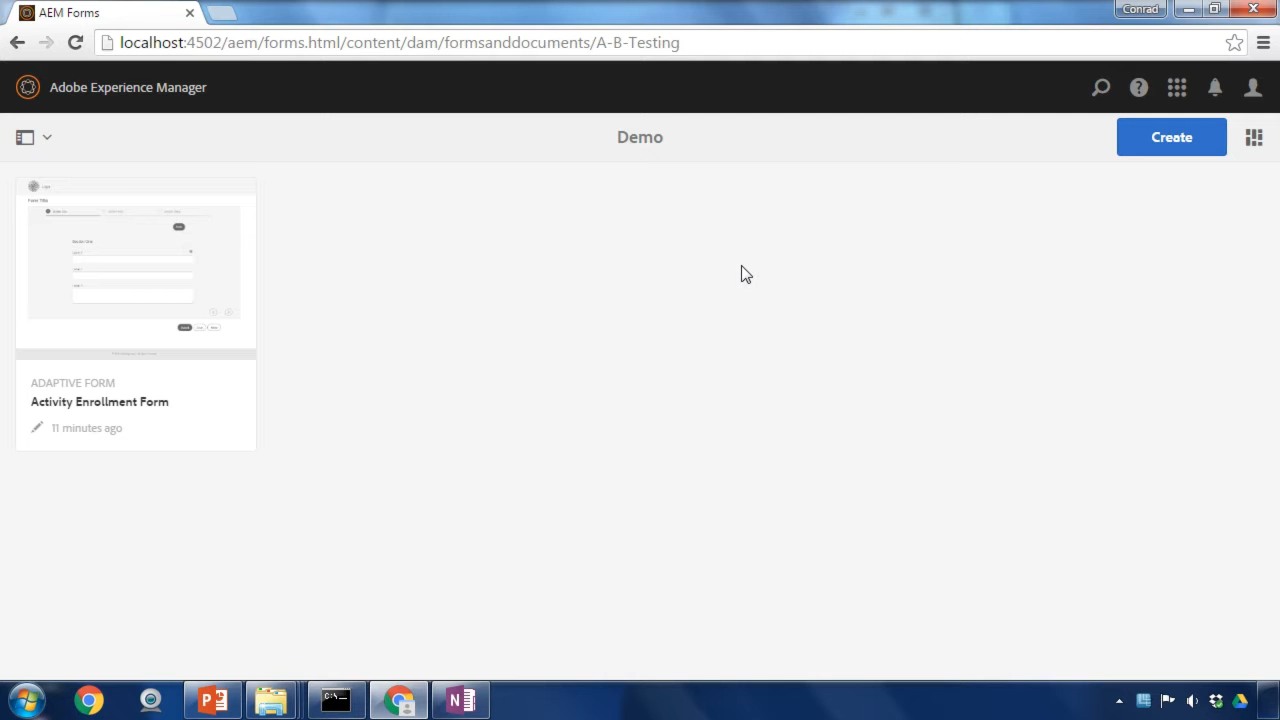 AEM Forms
Conrad
localhost:4502/aem/forms.html/content/dam/formsanddocuments/A-B-Testing
Adobe Experience Manager
Demo
Create
ADAPTIVE FORM
Activity Enrollment Form
11 minutes ago